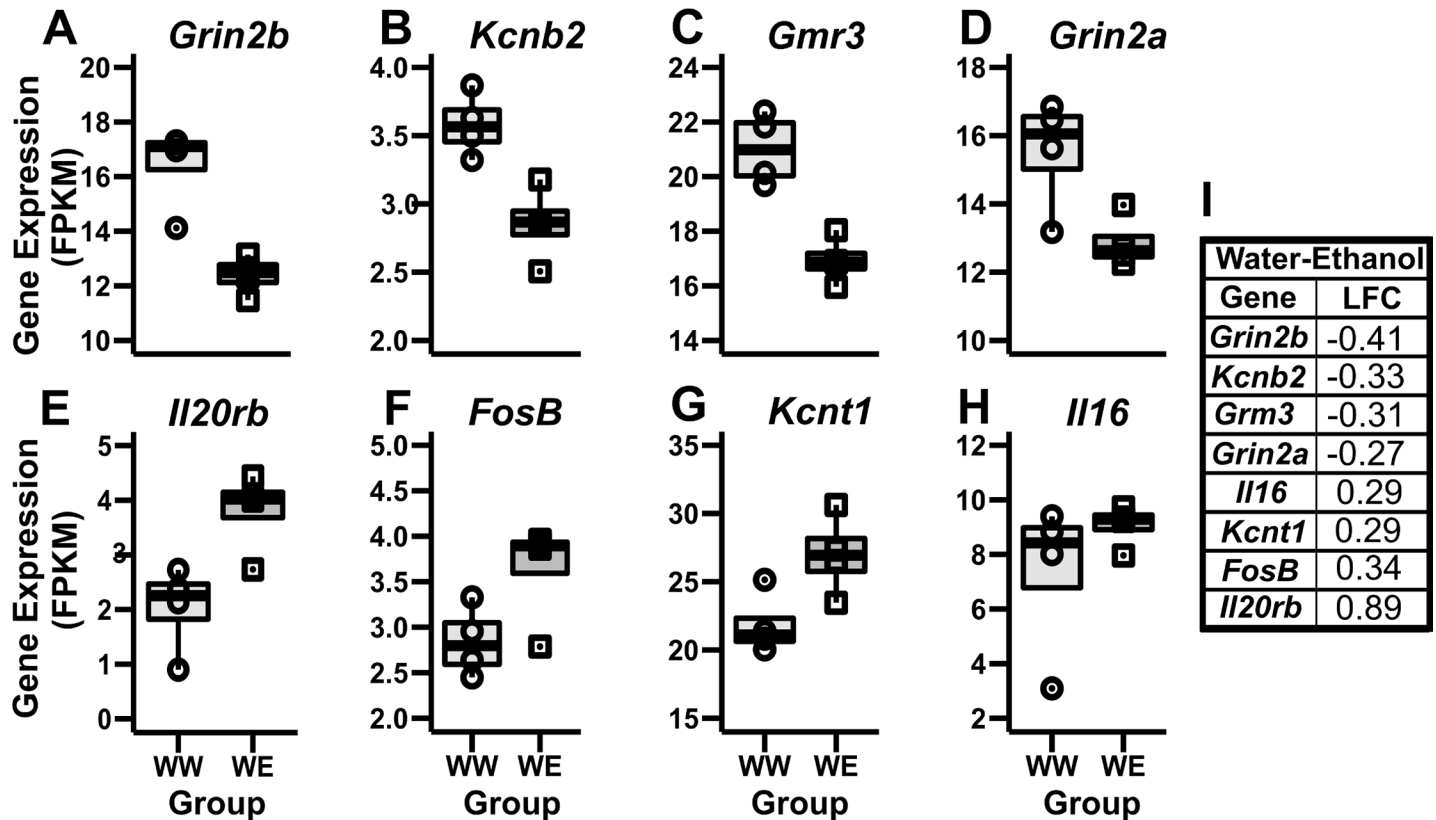 A Grin2b
B Kcnb2
C Gmr3
D Grin2a
Gene Expression
(FPKM)
20
18
16
14
12
10
4.0
3.5
3.0
2.5
2.0
24
22
20
18
16
14
18
16
14
12
10
E Il20rb
F FosB
G Kcnt1
H Il16
Gene Expression
(FPKM)
5
4
3
2
1
0
5.0
4.5
4.0
3.5
3.0
2.5
2.0
35
30
25
20
15
12
10
8
6
4
2
WW WE
Group
WW WE
Group
WW WE
Group
WW WE
Group
I
Water-Ethanol
Gene LFC
Grin2b -0.41
Kcnb2 -0.33
Grm3 -0.31
Grin2a -0.27
Il16 0.29
Kcnt1 0.29
FosB 0.34
Il20rb 0.89